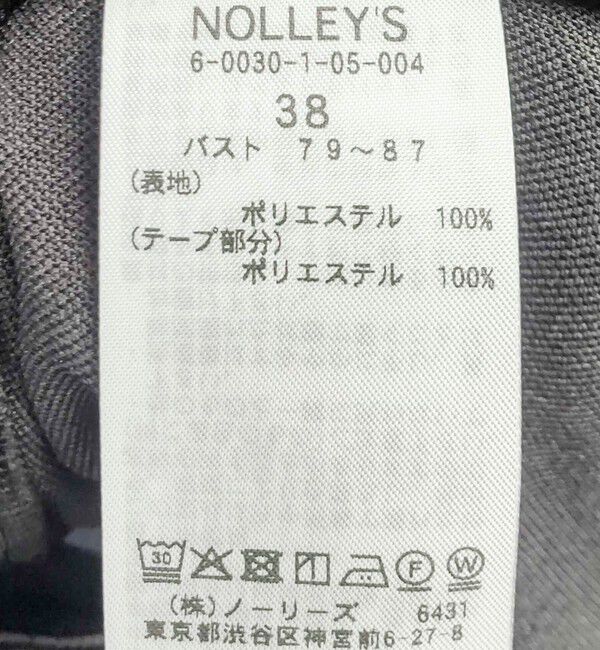 NOLLEY'S
6-0030-1-05-004
38
バスト 79～87
(表地)
ポリエステル 100%
(テープ部分)
ポリエステル 100%
30 F W
(株)ノーリーズ 6431
東京都渋谷区神宮前6-27-8